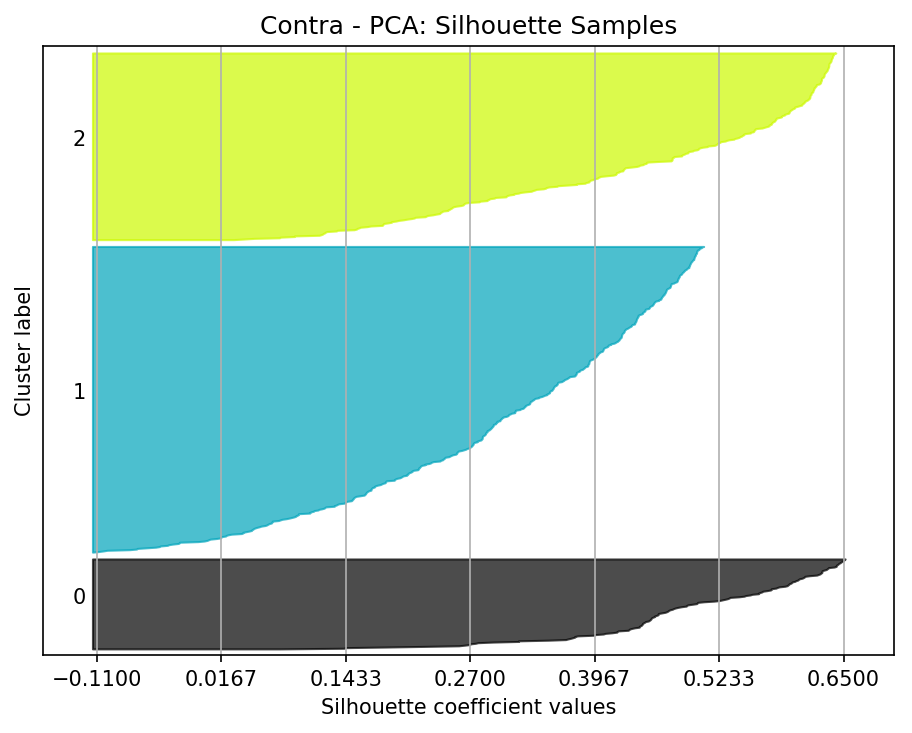 Contra - PCA: Silhouette Samples
Cluster label
2
1
0
−0.1100 0.0167 0.1433 0.2700 0.3967 0.5233 0.6500
Silhouette coefficient values